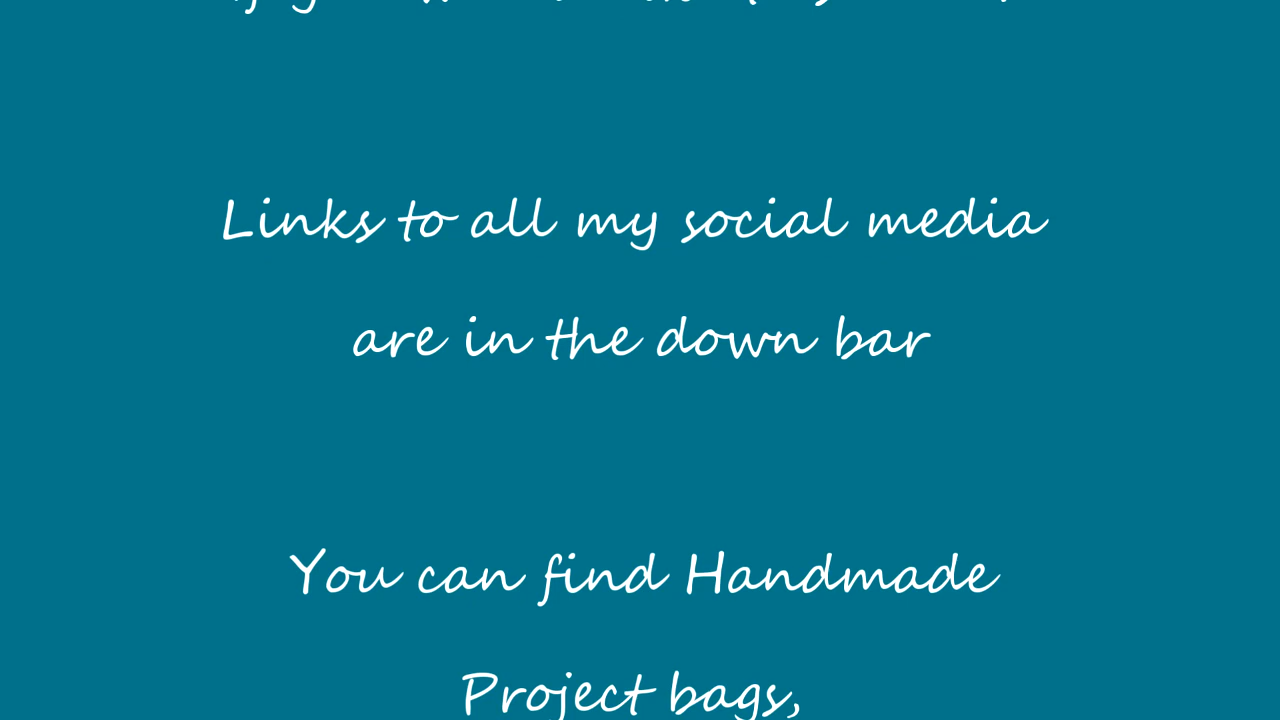 Links to all my social media
are in the down bar
You can find Handmade
Project bags,